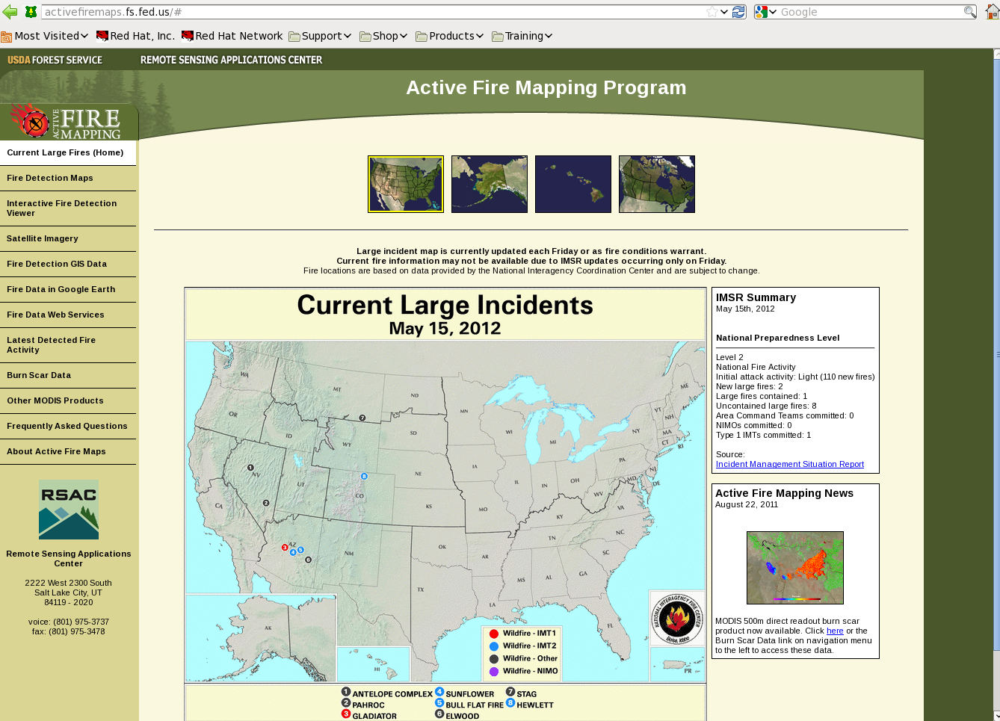 activefiremaps.fs.fed.us/#
Google
Most Visited
Red Hat, Inc.
Red Hat Network
Support
Shop
Products
Training
USDA FOREST SERVICE
REMOTE SENSING APPLICATIONS CENTER
Active Fire Mapping Program
ACTIVE
FIRE
MAPPING
Current Large Fires (Home)
Fire Detection Maps
Interactive Fire Detection
Viewer
Satellite Imagery
Fire Detection GIS Data
Fire Data in Google Earth
Fire Data Web Services
Latest Detected Fire
Activity
Burn Scar Data
Other MODIS Products
Frequently Asked Questions
About Active Fire Maps
RSAC
Remote Sensing Applications
Center
2222 West 2300 South
Salt Lake City, UT
84119 - 2020
voice: (801) 975-3737
fax: (801) 975-3478
Large incident map is currently updated each Friday or as fire conditions warrant.
Current fire information may not be available due to IMSR updates occurring only on Friday.
Fire locations are based on data provided by the National Interagency Coordination Center and are subject to change.
Current Large Incidents
May 15, 2012
WA
MT
ND
MN
ME
OR
ID
SD
WI
MI
NY
VT
NH
MA
CT
RI
WY
NE
IA
IL
IN
OH
PA
NJ
MD
DE
NV
UT
CO
KS
MO
KY
WV
VA
CA
AZ
NM
OK
AR
TN
NC
SC
TX
LA
MS
AL
GA
FL
AK
HI
PR
1
2
3
4
5
6
7
8
NATIONAL INTERAGENCY FIRE CENTER
Boise, Idaho
Wildfire - IMT1
Wildfire - IMT2
Wildfire - Other
Wildfire - NIMO
1 ANTELOPE COMPLEX 4 SUNFLOWER 7 STAG
2 PAHROC 5 BULL FLAT FIRE 8 HEWLETT
3 GLADIATOR 6 ELWOOD
IMSR Summary
May 15th, 2012
National Preparedness Level
Level 2
National Fire Activity
Initial attack activity: Light (110 new fires)
New large fires: 2
Large fires contained: 1
Uncontained large fires: 8
Area Command Teams committed: 0
NIMOs committed: 0
Type 1 IMTs committed: 1
Source:
Incident Management Situation Report
Active Fire Mapping News
August 22, 2011
MODIS 500m direct readout burn scar
product now available. Click here or the
Burn Scar Data link on navigation menu
to the left to access these data.